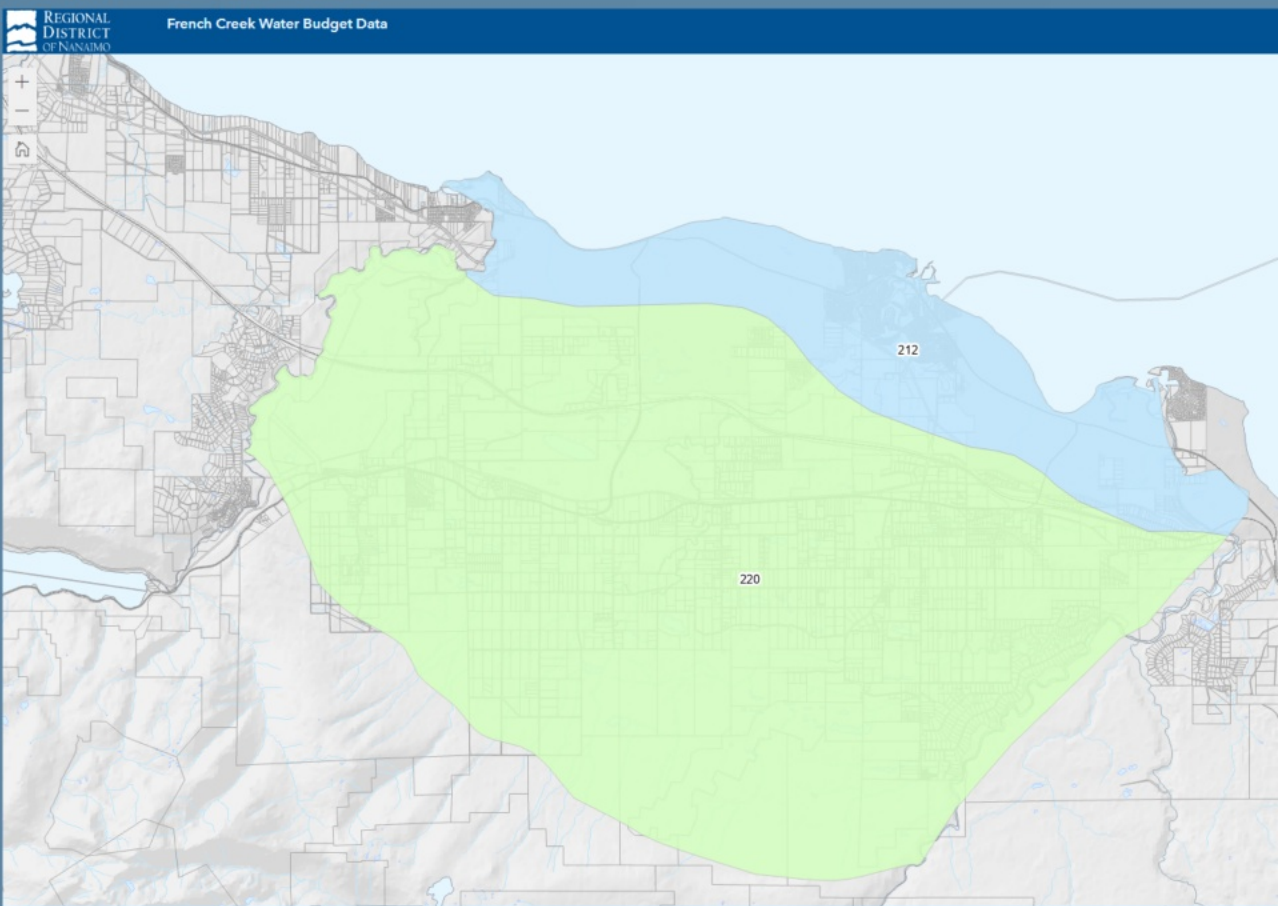 REGIONAL
DISTRICT
OF NANAIMO
French Creek Water Budget Data
+
−
212
220